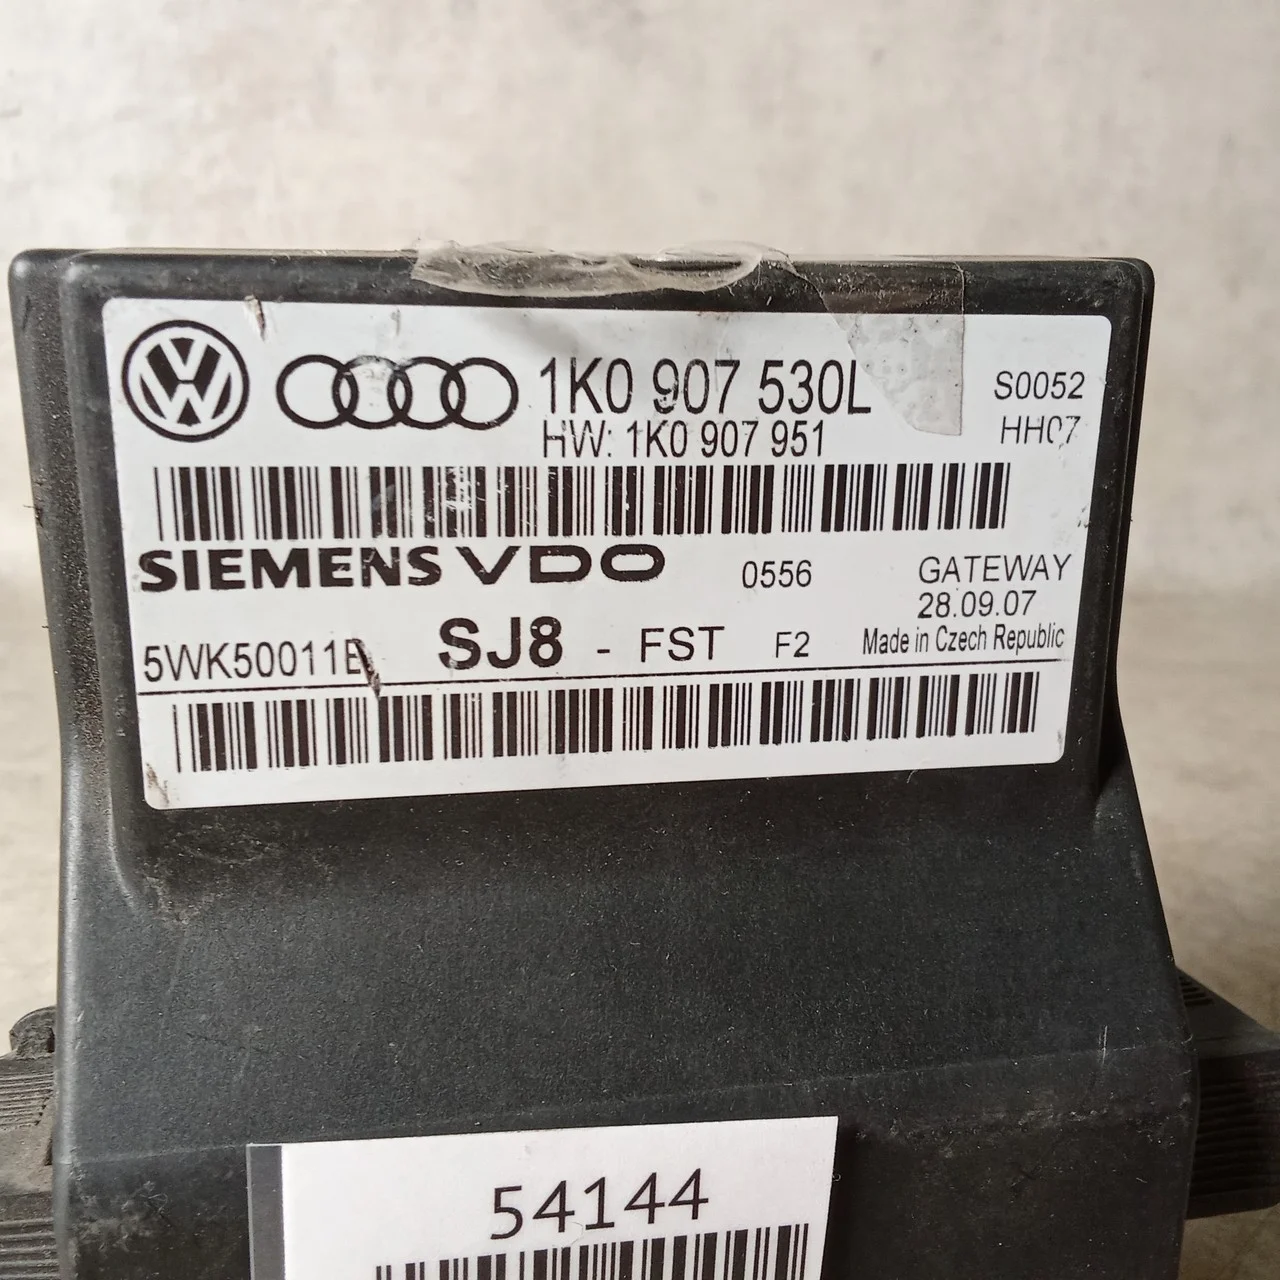 1K0 907 530L
S0052
HW: 1K0 907 951
HH07
SIEMENS VDO
0556
GATEWAY
28.09.07
5WK50011E
SJ8 - FST F2
Made in Czech Republic
54144